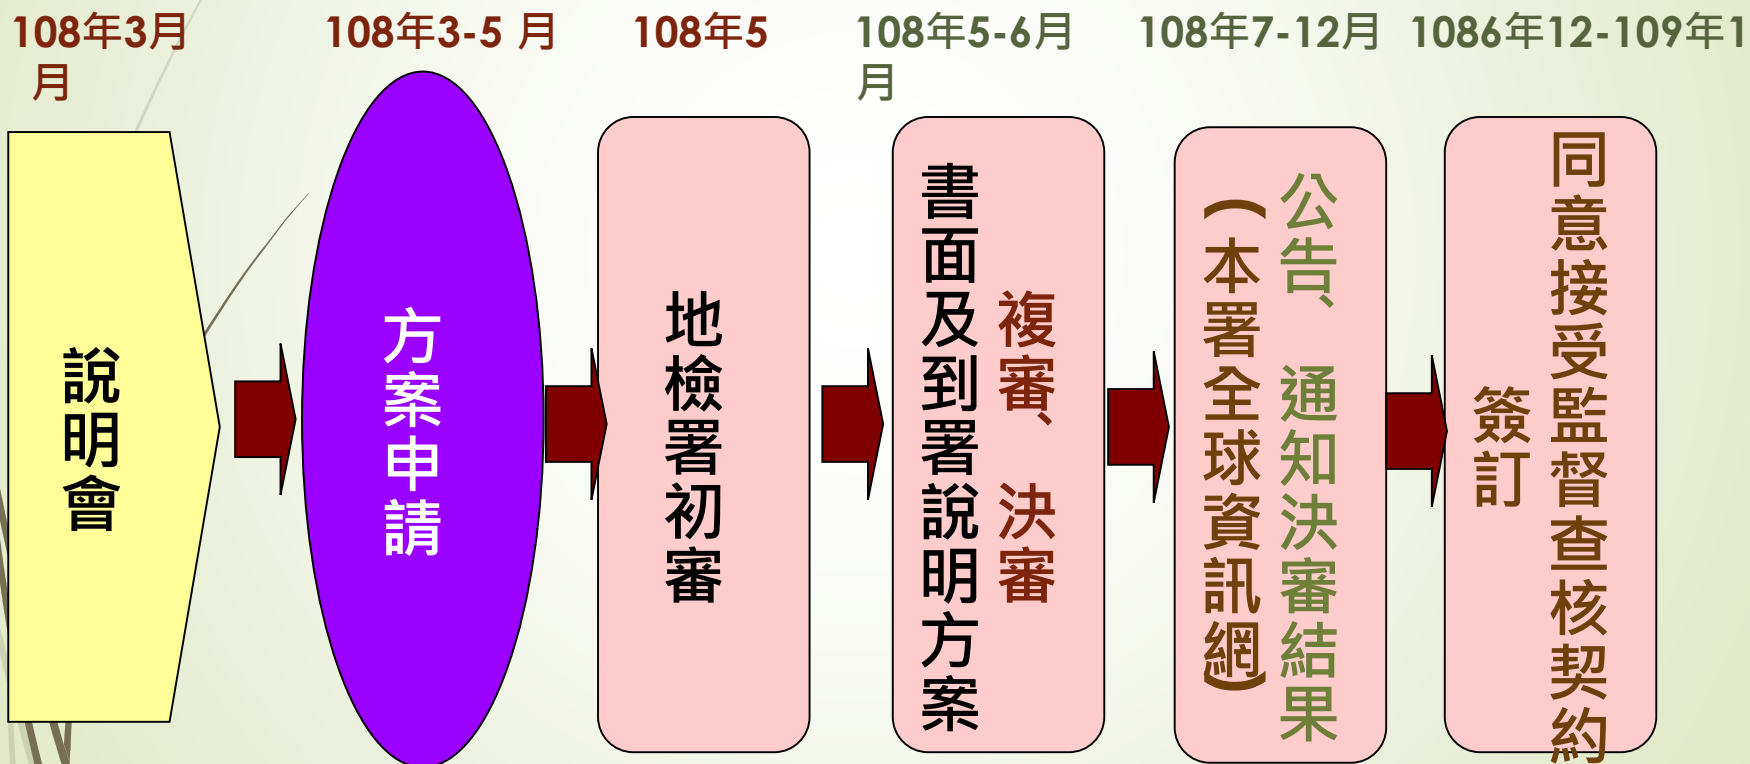 108年3月
108年3-5 月
108年5
108年5-6月
108年7-12月
1086年12-109年1
月
月
說明會
方案申請
地檢署初審
複審、決審
書面及到署說明方案
公告、通知決審結果
(本署全球資訊網)
同意接受監督查核契約
簽訂